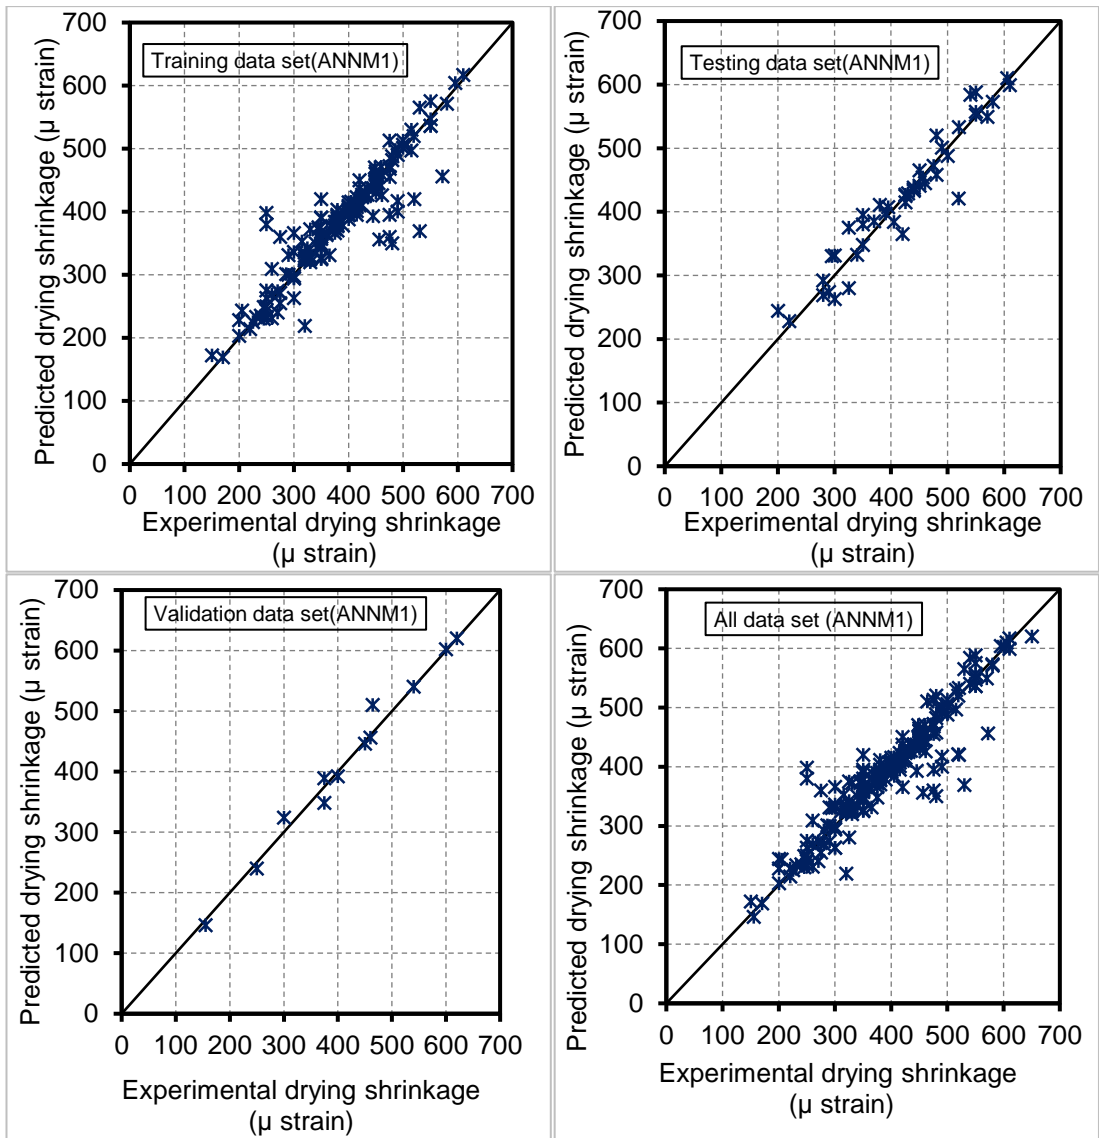 Training data set(ANNM1)
Predicted drying shrinkage (µ strain)
700
600
500
400
300
200
100
0
0 100 200 300 400 500 600 700
Experimental drying shrinkage
(µ strain)
Testing data set(ANNM1)
Predicted drying shrinkage (µ strain)
700
600
500
400
300
200
100
0
0 100 200 300 400 500 600 700
Experimental drying shrinkage
(µ strain)
Validation data set(ANNM1)
Predicted drying shrinkage (µ strain)
700
600
500
400
300
200
100
0
0 100 200 300 400 500 600 700
Experimental drying shrinkage
(µ strain)
All data set (ANNM1)
Predicted drying shrinkage (µ strain)
700
600
500
400
300
200
100
0
0 100 200 300 400 500 600 700
Experimental drying shrinkage
(µ strain)